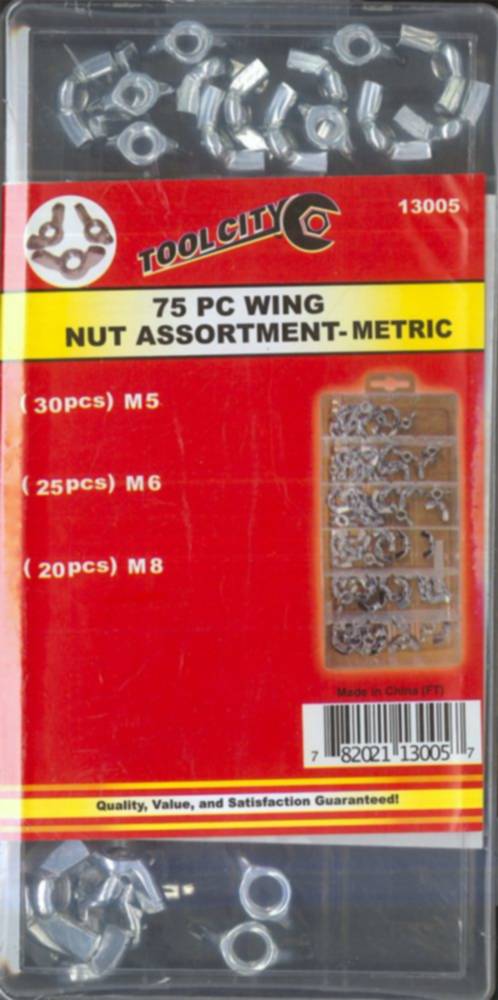 TOOL CITY
13005
75 PC WING
NUT ASSORTMENT-METRIC
(30pcs) M5
(25pcs) M6
(20pcs) M8
Made in China (FT)
7 82021 13005 7
Quality, Value, and Satisfaction Guaranteed!